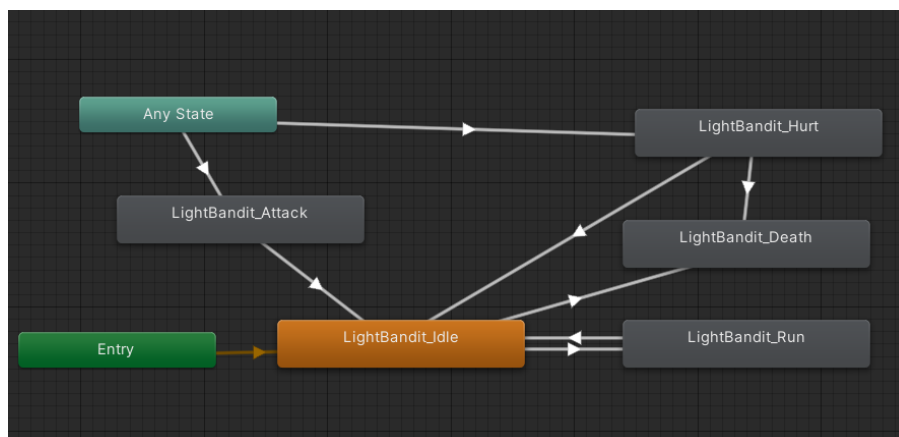 Any State
LightBandit_Hurt
LightBandit_Attack
LightBandit_Death
LightBandit_Idle
LightBandit_Run
Entry